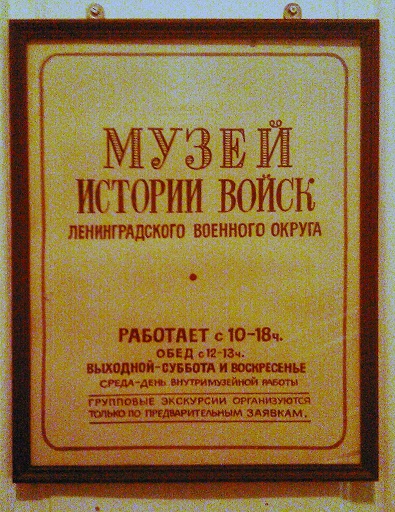 МУЗЕЙ
ИСТОРИИ ВОЙСК
ЛЕНИНГРАДСКОГО ВОЕННОГО ОКРУГА
•
РАБОТАЕТ с 10-18ч.
ОБЕД с 12-13ч.
ВЫХОДНОЙ-СУББОТА И ВОСКРЕСЕНЬЕ
СРЕДА-ДЕНЬ ВНУТРИМУЗЕЙНОЙ РАБОТЫ
ГРУППОВЫЕ ЭКСКУРСИИ ОРГАНИЗУЮТСЯ
ТОЛЬКО ПО ПРЕДВАРИТЕЛЬНЫМ ЗАЯВКАМ.